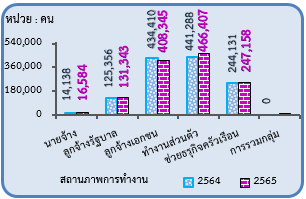 หน่วย : คน
540,000
360,000
180,000
0
14,138
16,584
125,356
131,343
434,410
408,345
441,288
466,407
244,131
247,158
0
นายจ้าง
ลูกจ้างรัฐบาล
ลูกจ้างเอกชน
ทำงานส่วนตัว
ช่วยธุรกิจครัวเรือน
การรวมกลุ่ม
สถานภาพการทำงาน
2564
2565